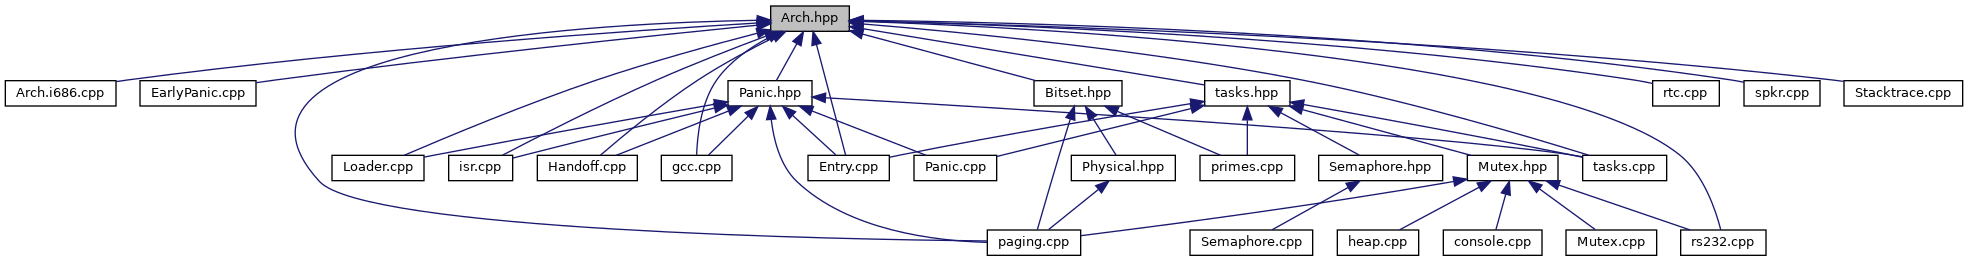 Arch.hpp
Arch.i686.cpp
EarlyPanic.cpp
Panic.hpp
Bitset.hpp
tasks.hpp
rtc.cpp
spkr.cpp
Stacktrace.cpp
Loader.cpp
isr.cpp
Handoff.cpp
gcc.cpp
Entry.cpp
Panic.cpp
Physical.hpp
primes.cpp
Semaphore.hpp
Mutex.hpp
tasks.cpp
paging.cpp
Semaphore.cpp
heap.cpp
console.cpp
Mutex.cpp
rs232.cpp